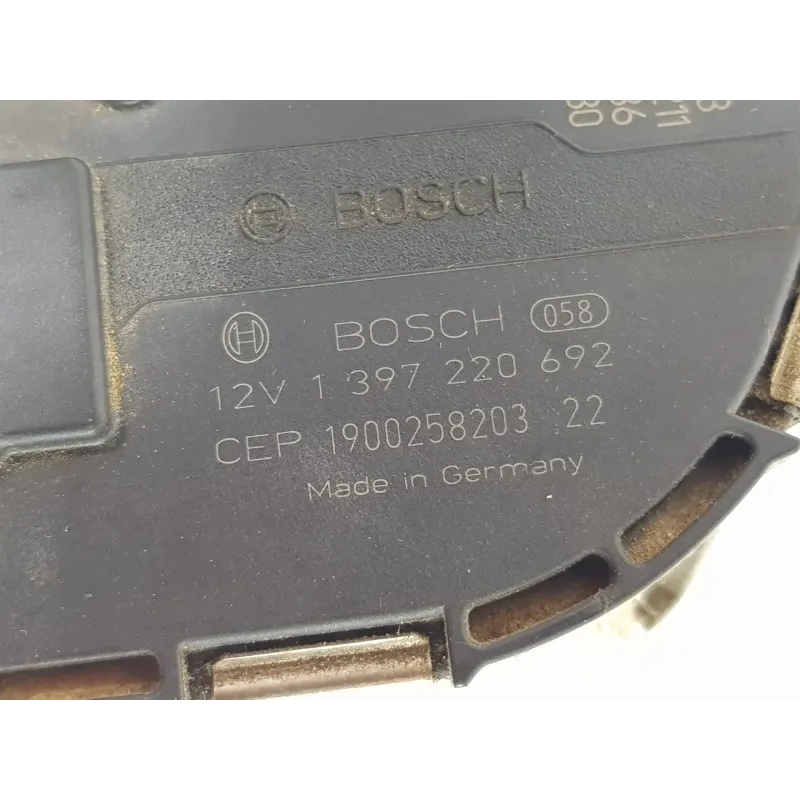 BOSCH
BOSCH 058
12V 1 397 220 692
CEP 1900258203 22
Made in Germany